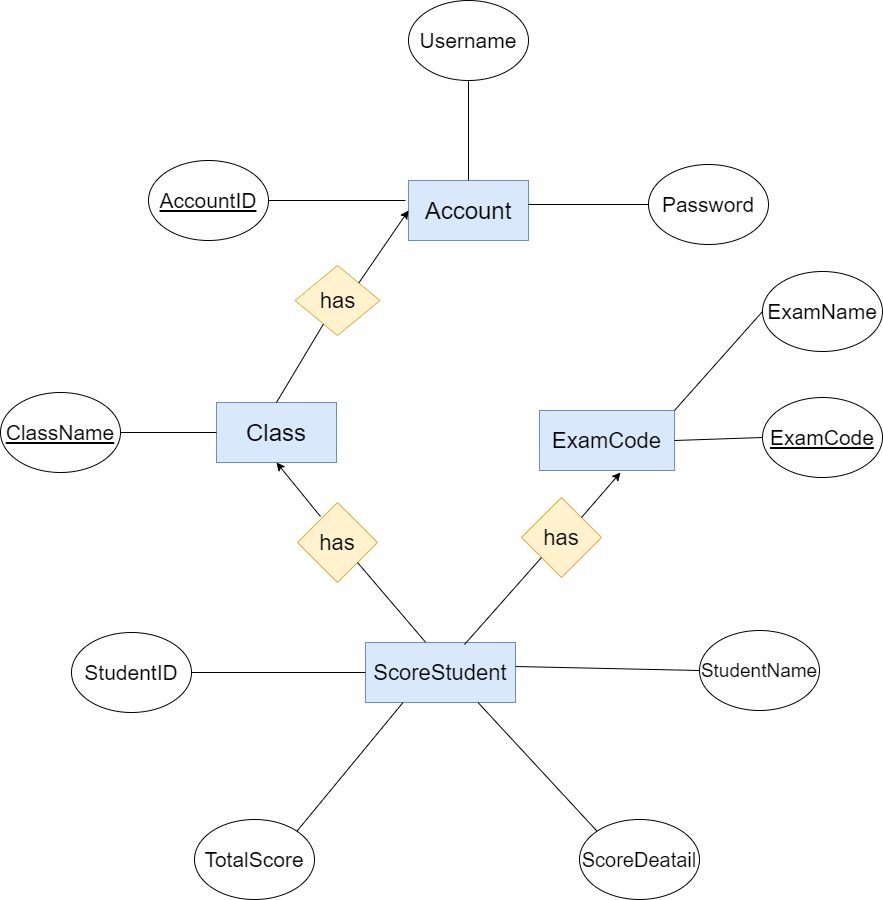 Username
AccountID
Account
Password
has
ExamName
ClassName
Class
ExamCode
ExamCode
has
has
StudentID
ScoreStudent
StudentName
TotalScore
ScoreDeatail